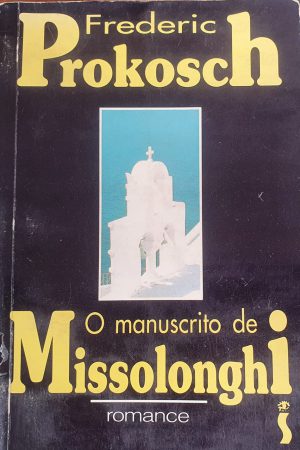 Frederic
Prokosch
O manuscrito de
Missolonghi
romance